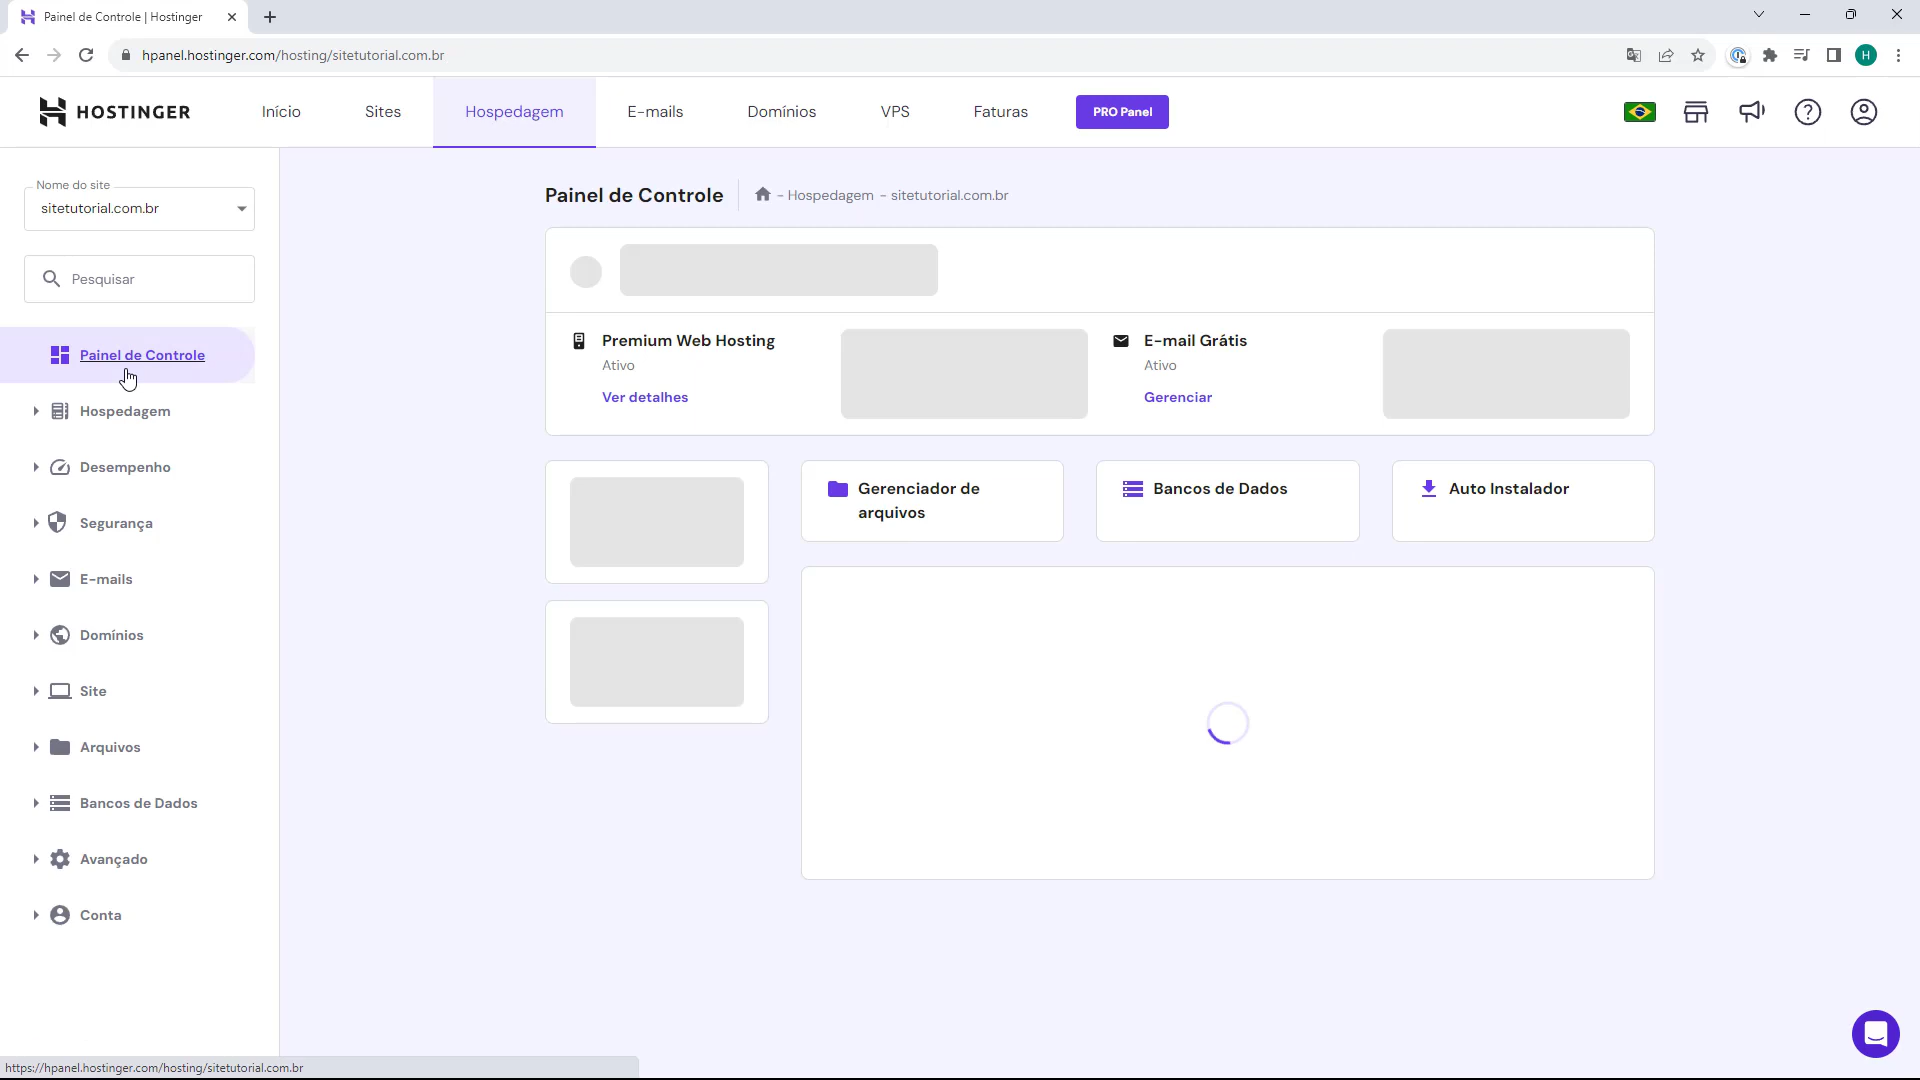 Painel de Controle | Hostinger
hpanel.hostinger.com/hosting/sitetutorial.com.br
H
HOSTINGER
Início
Sites
Hospedagem
E-mails
Domínios
VPS
Faturas
PRO Panel
Nome do site
sitetutorial.com.br
Pesquisar
Painel de Controle
Hospedagem
Desempenho
Segurança
E-mails
Domínios
Site
Arquivos
Bancos de Dados
Avançado
Conta
Painel de Controle
- Hospedagem - sitetutorial.com.br
Premium Web Hosting
Ativo
Ver detalhes
E-mail Grátis
Ativo
Gerenciar
Gerenciador de
arquivos
Bancos de Dados
Auto Instalador
https://hpanel.hostinger.com/hosting/sitetutorial.com.br